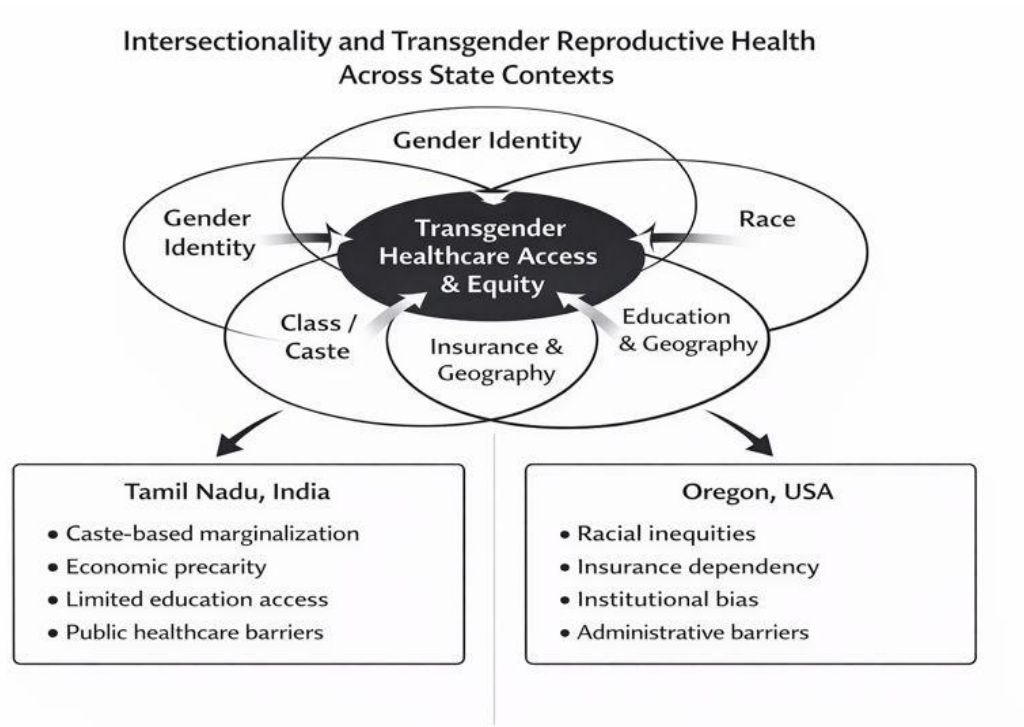 Intersectionality and Transgender Reproductive Health
Across State Contexts
Gender Identity
Gender
Identity
Transgender
Healthcare Access
& Equity
Race
Class /
Caste
Insurance &
Geography
Education
& Geography
Tamil Nadu, India
• Caste-based marginalization
• Economic precarity
• Limited education access
• Public healthcare barriers
Oregon, USA
• Racial inequities
• Insurance dependency
• Institutional bias
• Administrative barriers